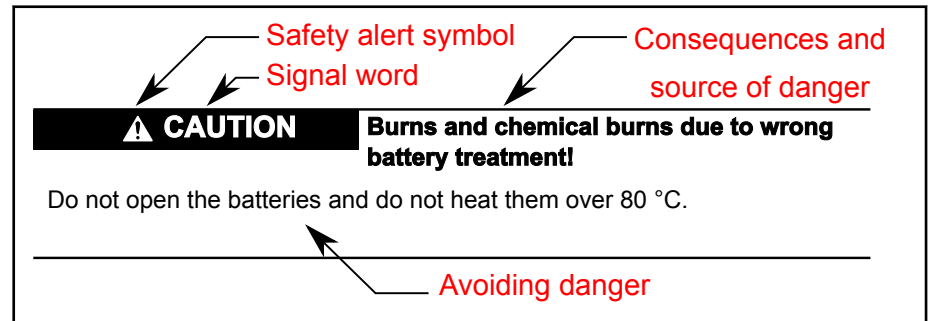 Safety alert symbol
Consequences and
Signal word
source of danger
CAUTION
Burns and chemical burns due to wrong
battery treatment!
Do not open the batteries and do not heat them over 80 °C.
Avoiding danger